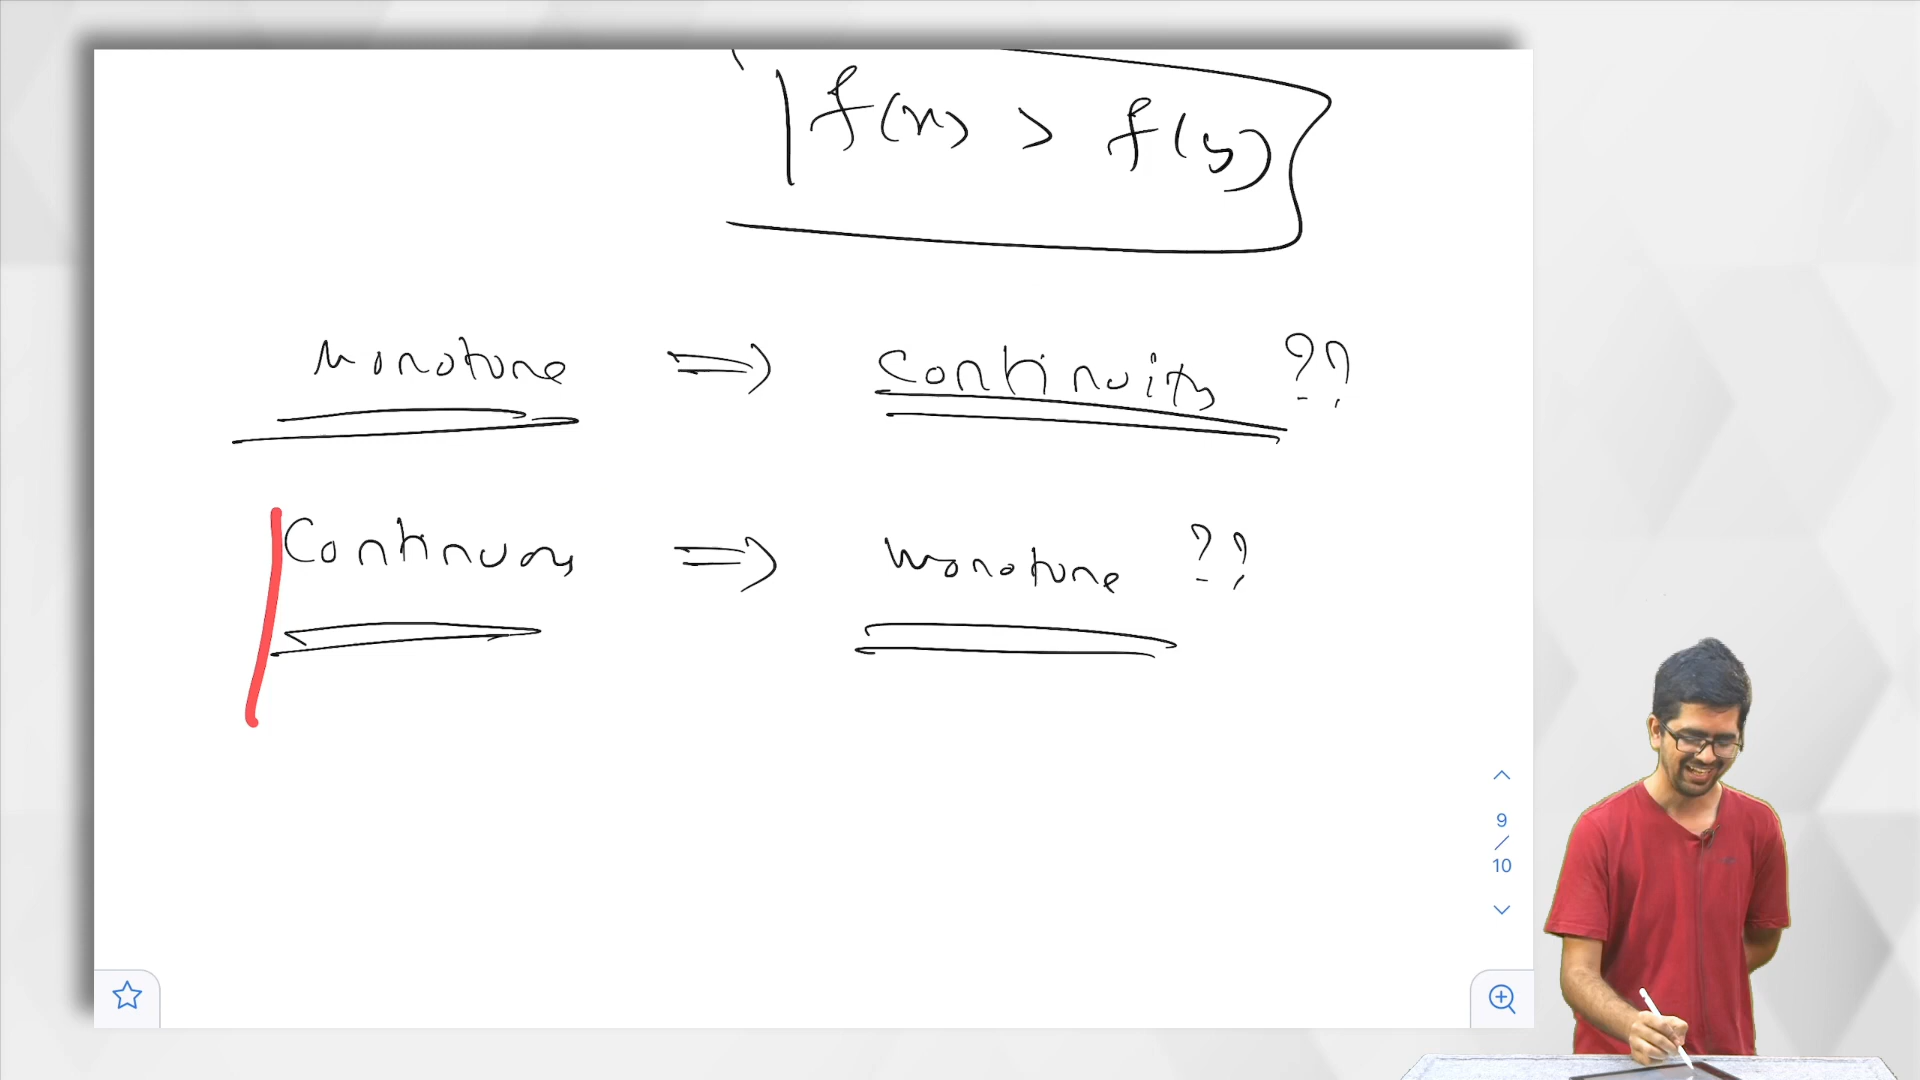 f(x) > f(y)
Monotone ⇒ Continuity ??
Continuous ⇒ Monotone ??
9
/
10